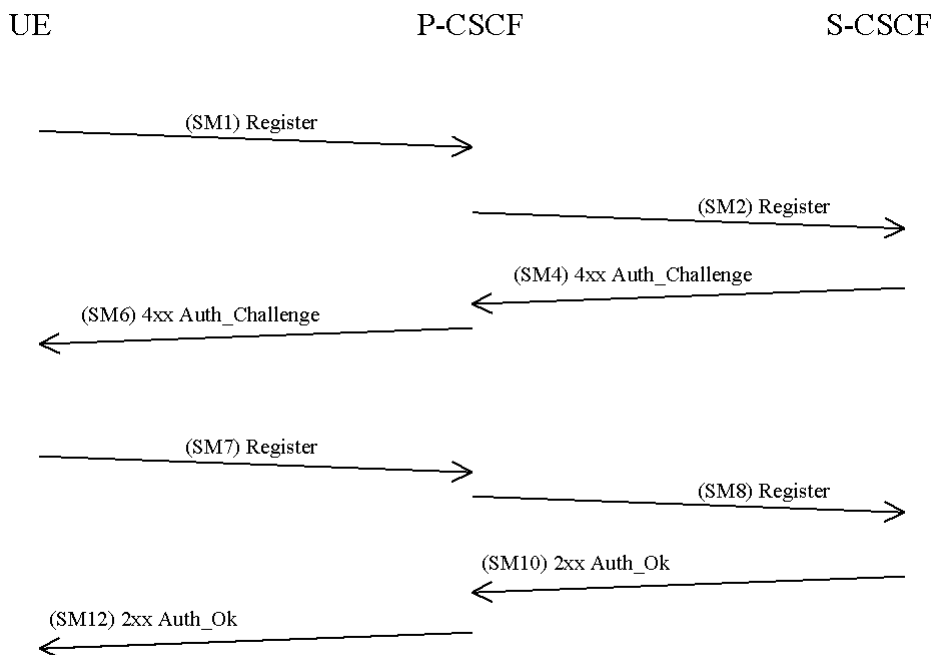 UE P-CSCF S-CSCF
(SM1) Register
(SM2) Register
(SM4) 4xx Auth_Challenge
(SM6) 4xx Auth_Challenge
(SM7) Register
(SM8) Register
(SM10) 2xx Auth_Ok
(SM12) 2xx Auth_Ok